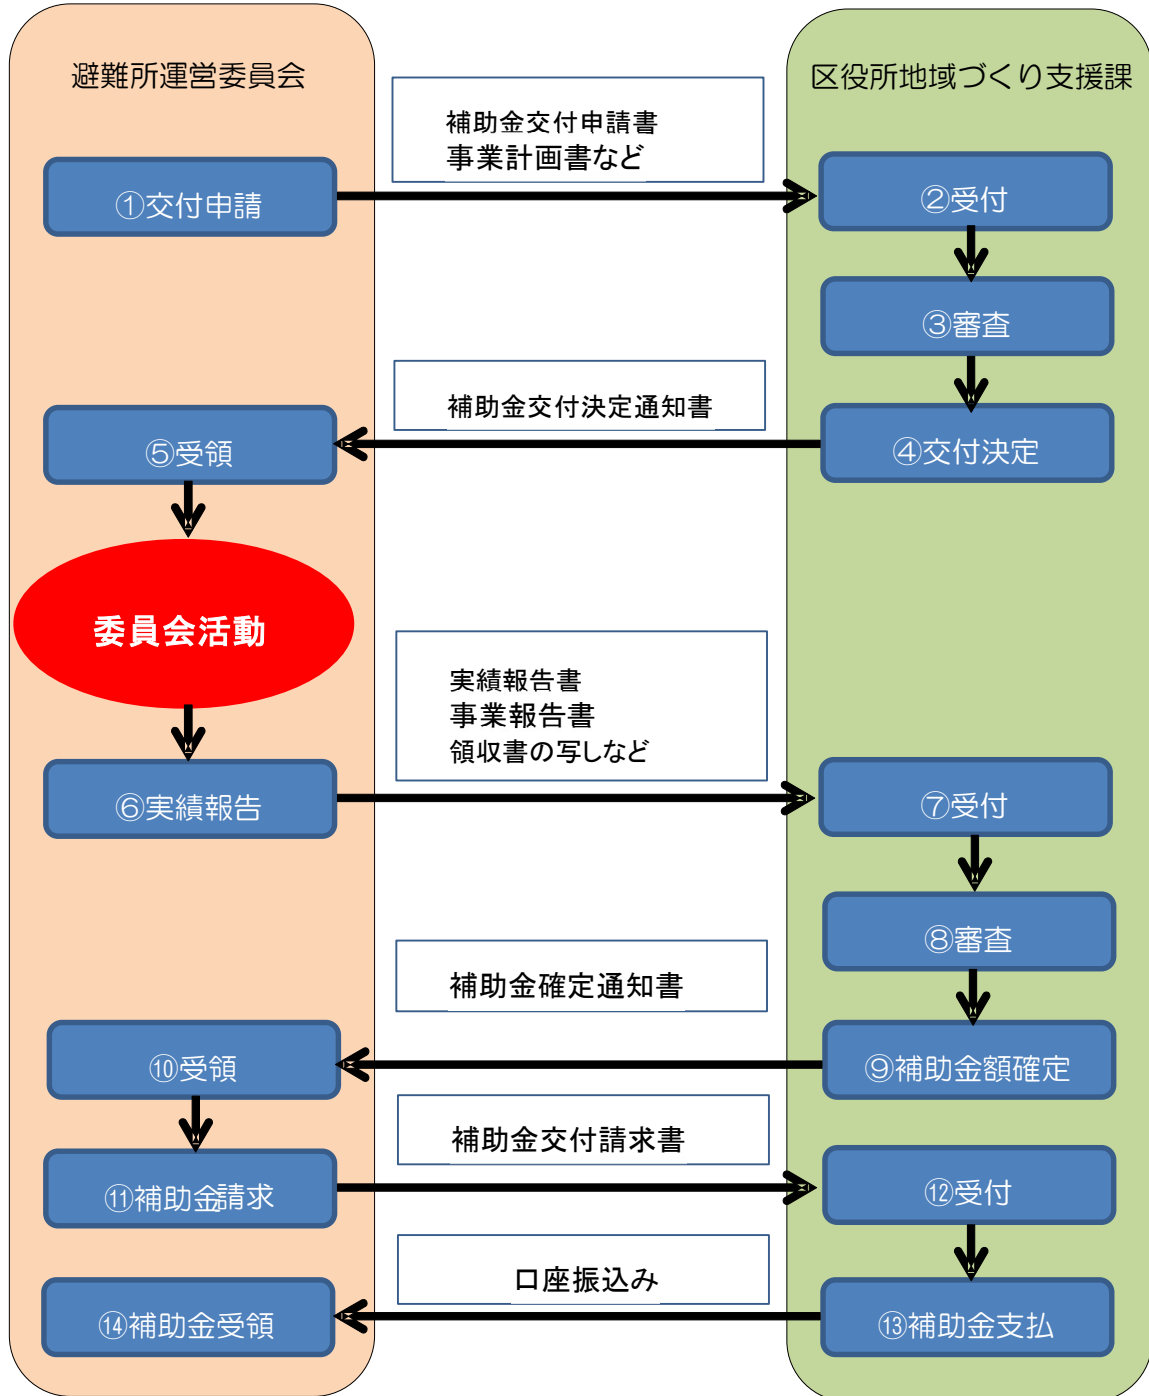 避難所運営委員会
区役所地域づくり支援課
補助金交付申請書
事業計画書など
①交付申請
②受付
③審査
補助金交付決定通知書
④交付決定
⑤受領
委員会活動
実績報告書
事業報告書
領収書の写しなど
⑥実績報告
⑦受付
⑧審査
補助金確定通知書
⑨補助金額確定
⑩受領
補助金交付請求書
⑪補助金請求
⑫受付
口座振込み
⑬補助金支払
⑭補助金受領